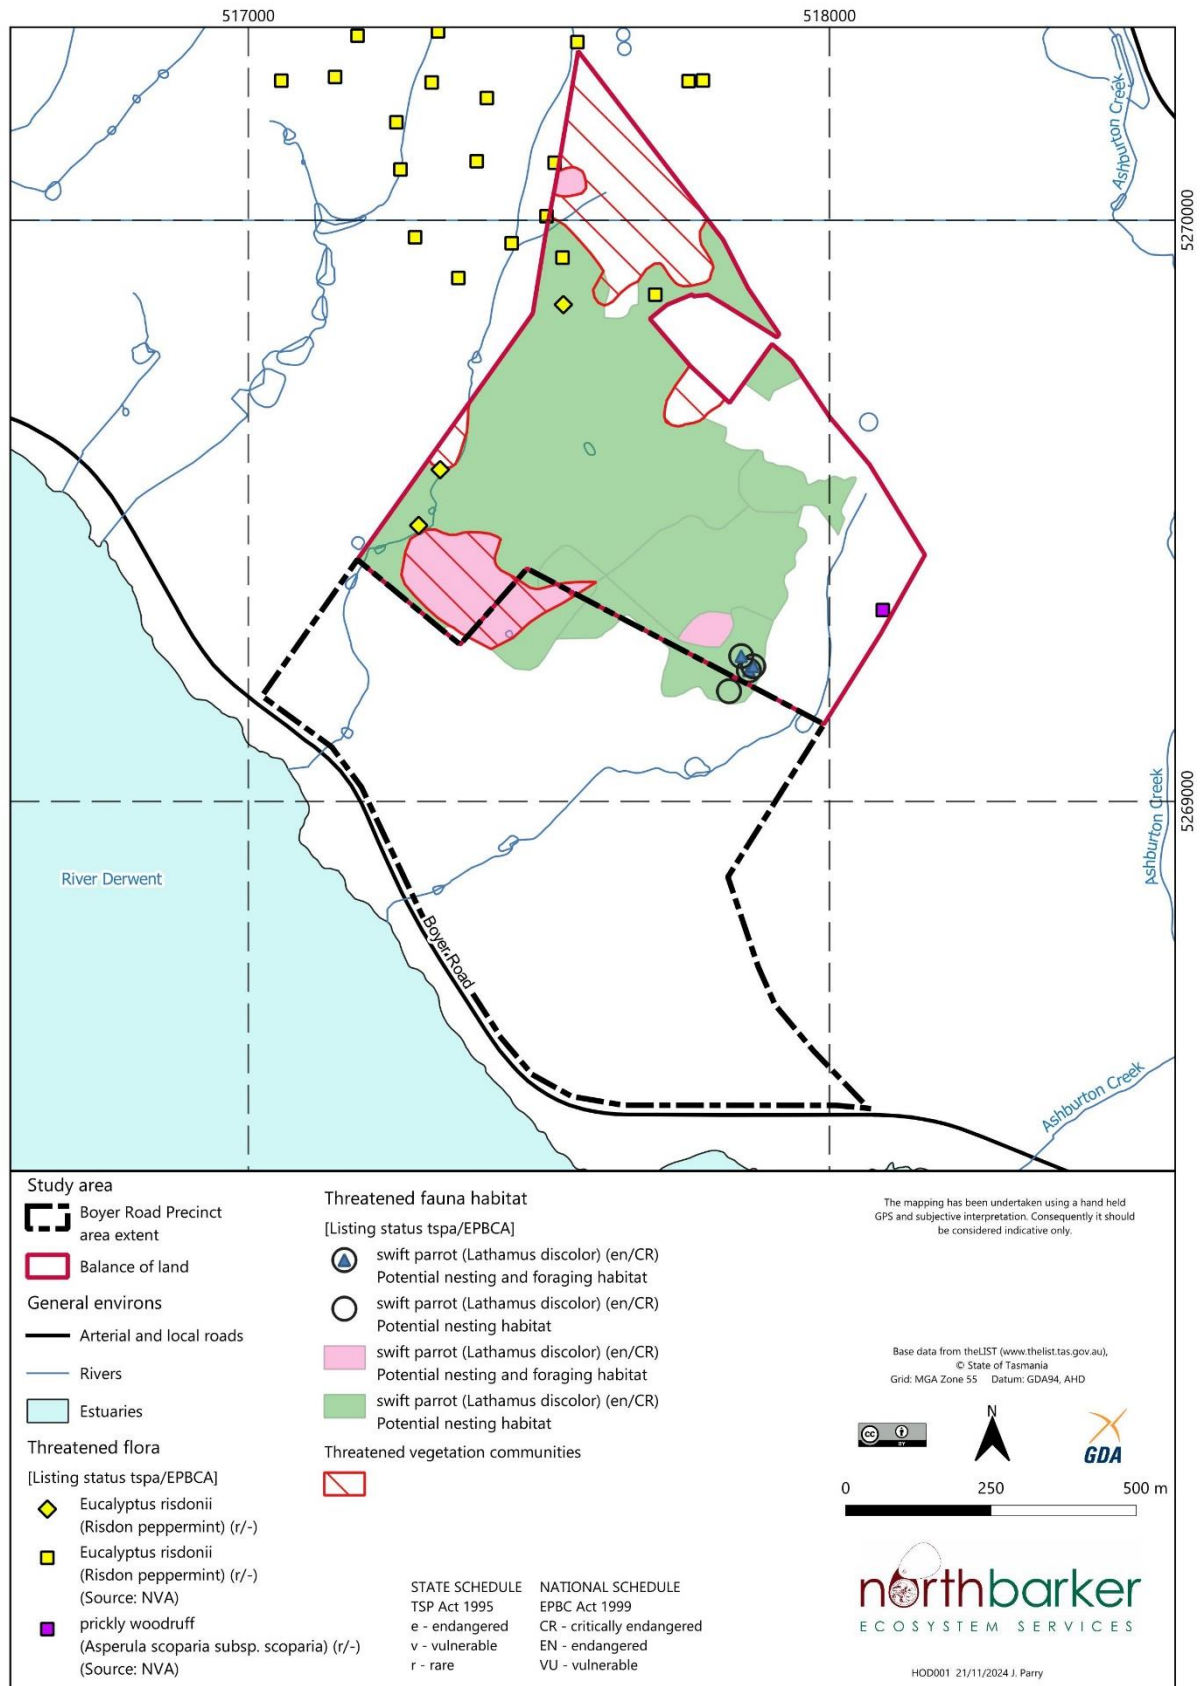 517000
518000
Ashburton Creek
5270000
5269000
Ashburton Creek
River Derwent
Boyer Road
Ashburton Creek
Study area
Boyer Road Precinct
area extent
Balance of land
General environs
Arterial and local roads
Rivers
Estuaries
Threatened flora
[Listing status tspa/EPBCA]
Eucalyptus risdonii
(Risdon peppermint) (r/-)
Eucalyptus risdonii
(Risdon peppermint) (r/-)
(Source: NVA)
prickly woodruff
(Asperula scoparia subsp. scoparia) (r/-)
(Source: NVA)
Threatened fauna habitat
[Listing status tspa/EPBCA]
swift parrot (Lathamus discolor) (en/CR)
Potential nesting and foraging habitat
swift parrot (Lathamus discolor) (en/CR)
Potential nesting habitat
swift parrot (Lathamus discolor) (en/CR)
Potential nesting and foraging habitat
swift parrot (Lathamus discolor) (en/CR)
Potential nesting habitat
Threatened vegetation communities
STATE SCHEDULE NATIONAL SCHEDULE
TSP Act 1995 EPBC Act 1999
e - endangered CR - critically endangered
v - vulnerable EN - endangered
r - rare VU - vulnerable
The mapping has been undertaken using a hand held
GPS and subjective interpretation. Consequently it should
be considered indicative only.
Base data from theLIST (www.thelist.tas.gov.au),
© State of Tasmania
Grid: MGA Zone 55 Datum: GDA94, AHD
cc BY
N
GDA
0 250 500 m
northbarker
ECOSYSTEM SERVICES
HOD001 21/11/2024 J. Parry